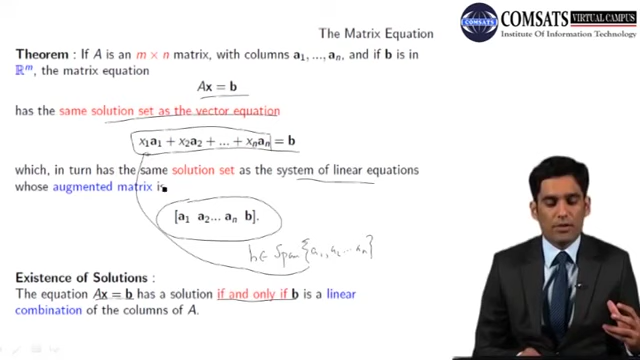 The Matrix Equation
COMSATS VIRTUAL CAMPUS
Institute Of Information Technology
Theorem : If A is an m × n matrix, with columns a₁, ..., aₙ, and if b is in
ℝᵐ, the matrix equation
Ax = b
has the same solution set as the vector equation
x₁a₁ + x₂a₂ + ... + xₙaₙ = b
which, in turn has the same solution set as the system of linear equations
whose augmented matrix is
[a₁ a₂... aₙ b].
b ∈ Span {a₁, a₂ ... aₙ}
Existence of Solutions :
The equation Ax = b has a solution if and only if b is a linear
combination of the columns of A.